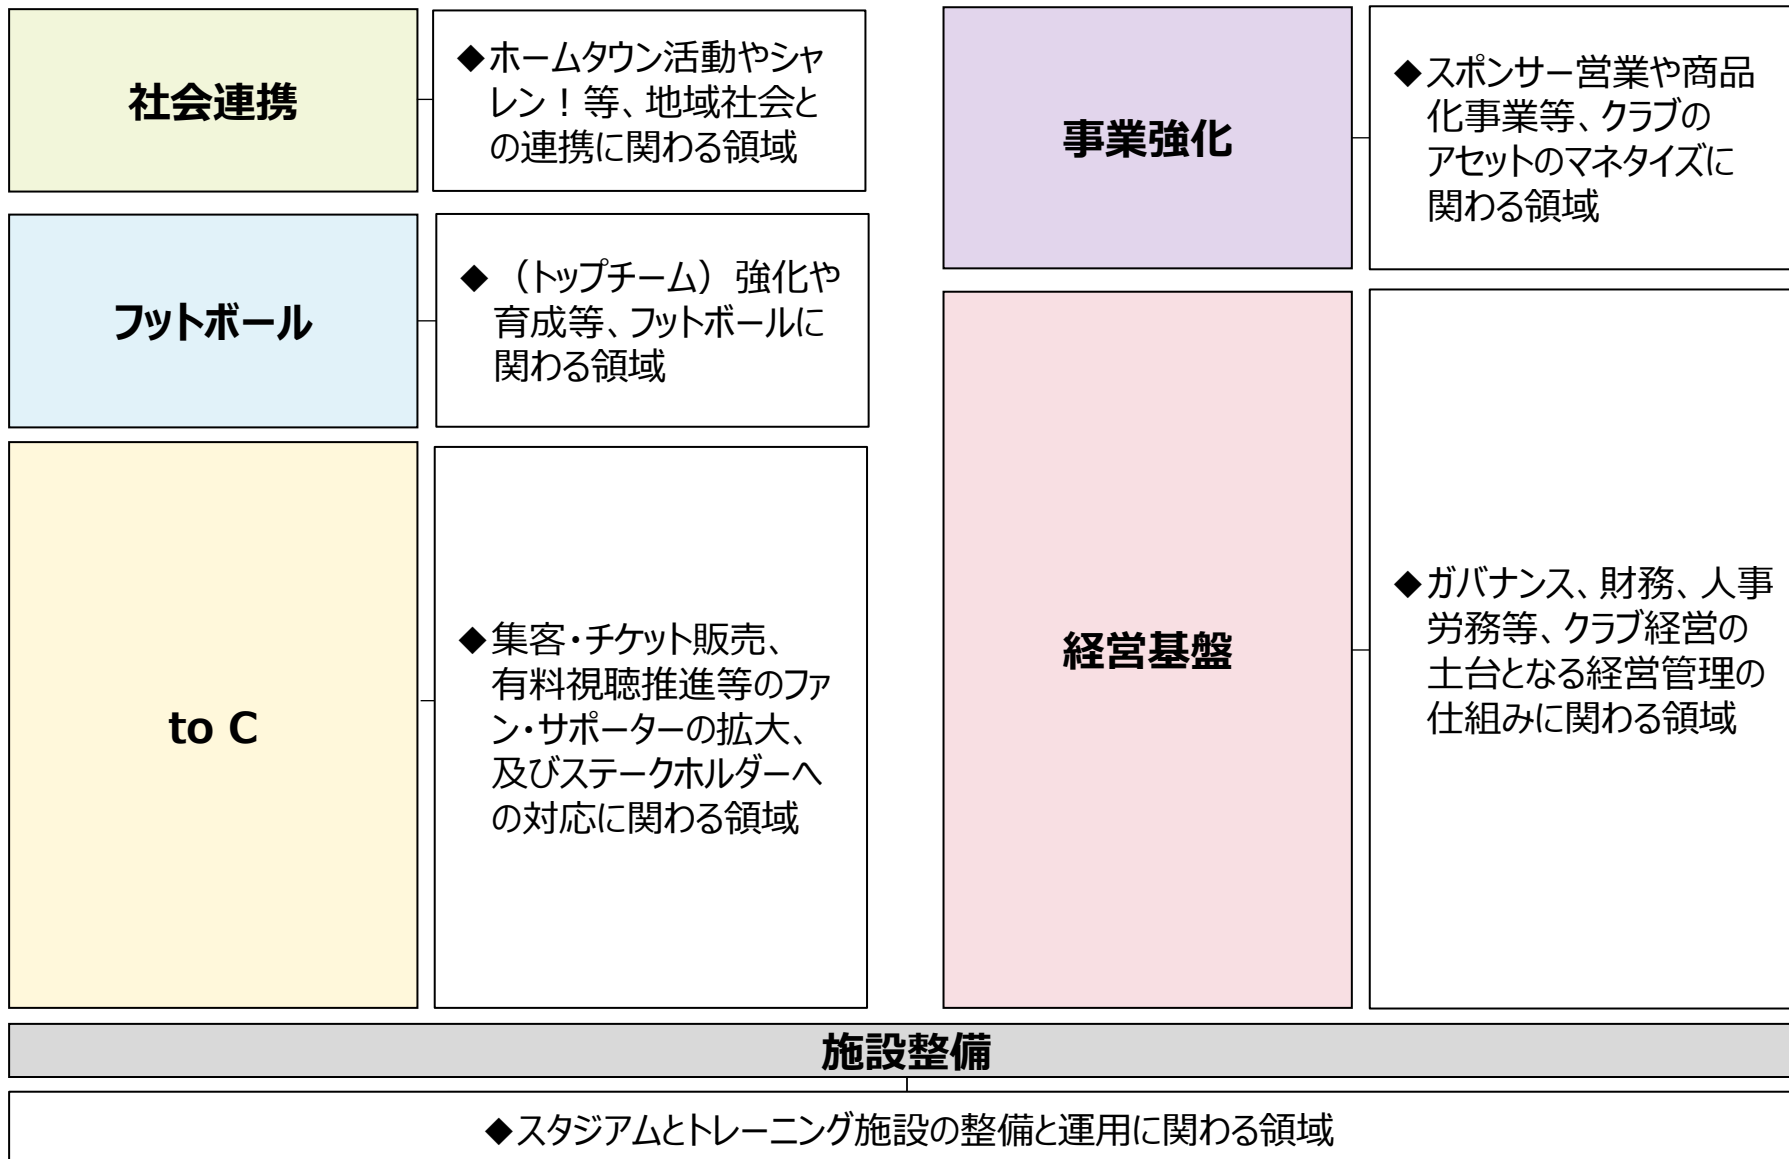 社会連携
◆ホームタウン活動やシャ
レン！等、地域社会と
の連携に関わる領域
フットボール
◆（トップチーム）強化や
育成等、フットボールに
関わる領域
to C
◆集客・チケット販売、
有料視聴推進等のファ
ン・サポーターの拡大、
及びステークホルダーへ
の対応に関わる領域
事業強化
◆スポンサー営業や商品
化事業等、クラブの
アセットのマネタイズに
関わる領域
経営基盤
◆ガバナンス、財務、人事
労務等、クラブ経営の
土台となる経営管理の
仕組みに関わる領域
施設整備
◆スタジアムとトレーニング施設の整備と運用に関わる領域